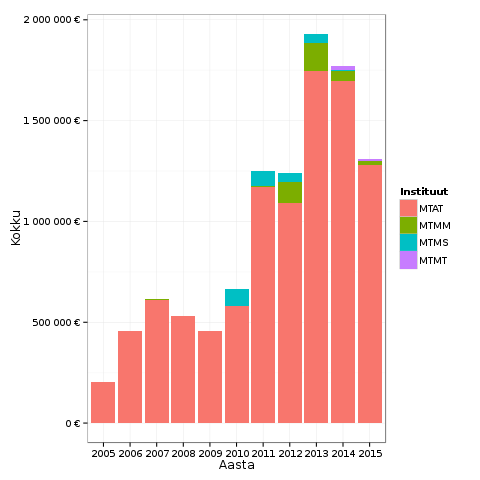 2 000 000 €
1 500 000 €
1 000 000 €
500 000 €
0 €
Kokku
2005 2006 2007 2008 2009 2010 2011 2012 2013 2014 2015
Aasta
Instituut
MTAT
MTMM
MTMS
MTMT